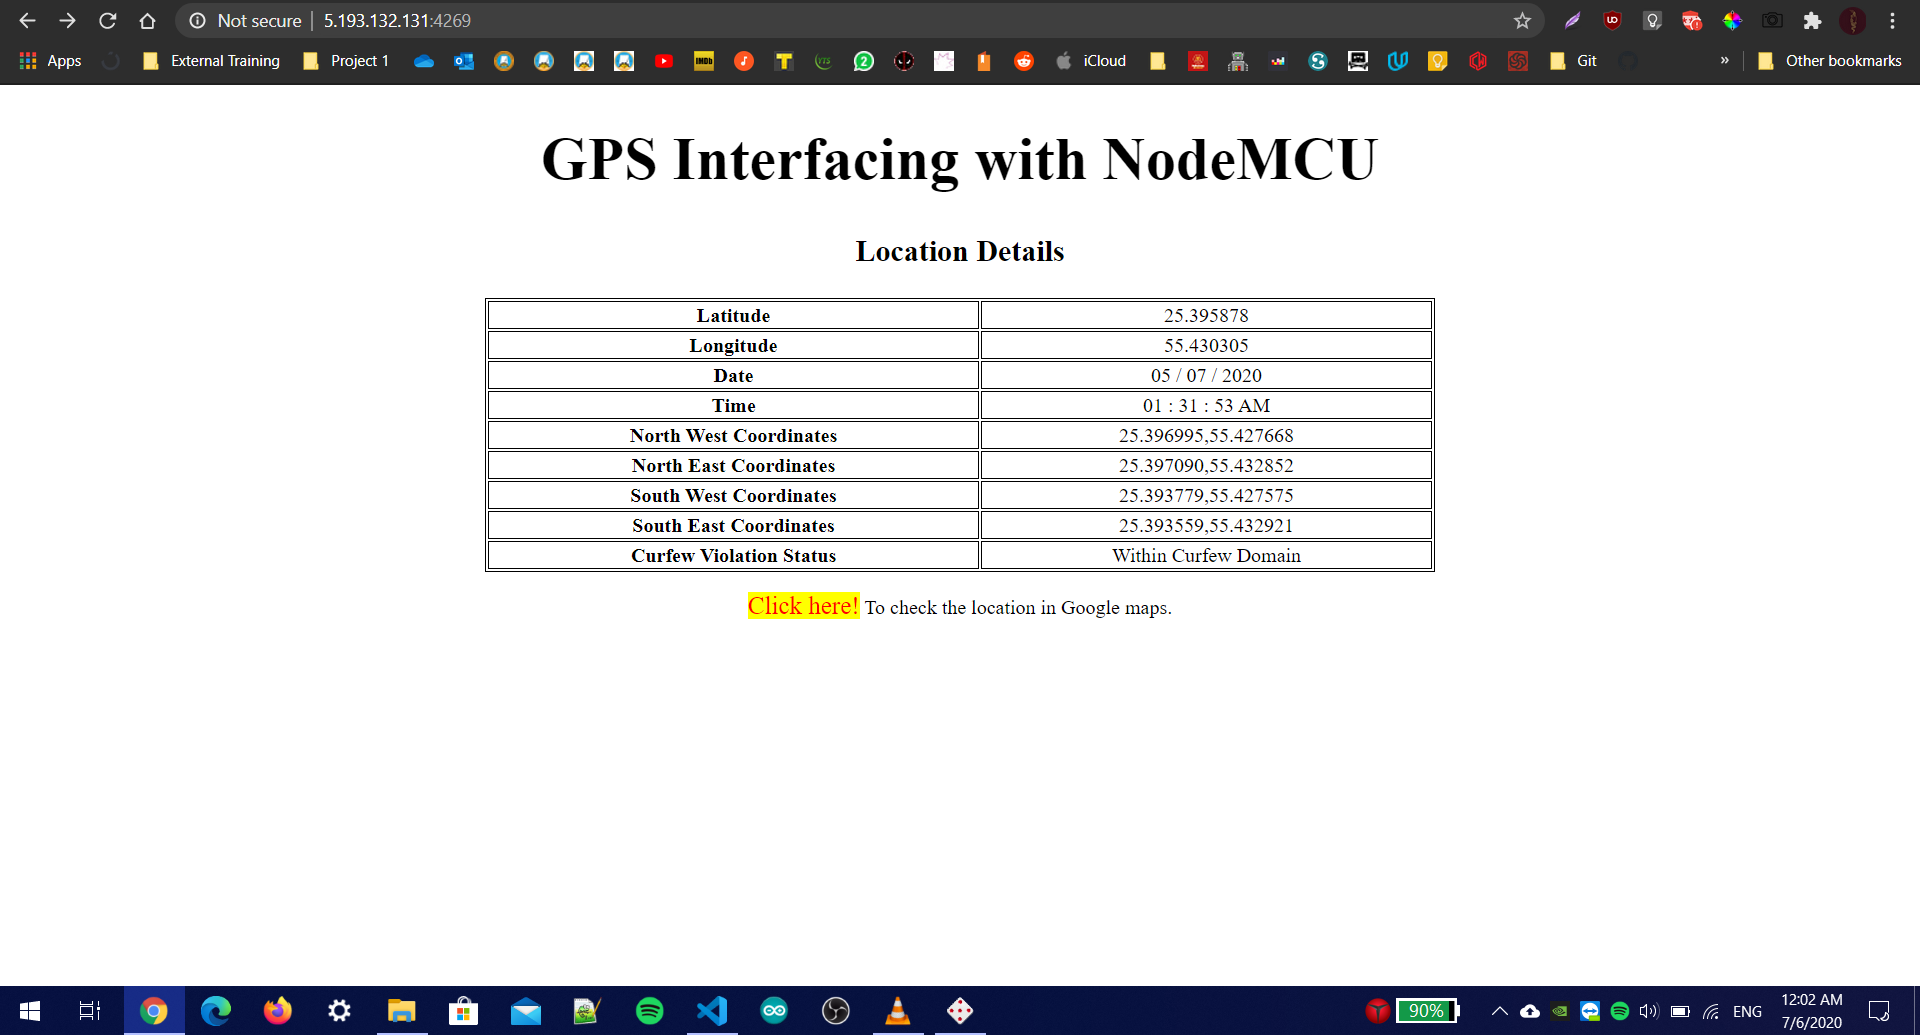 Not secure | 5.193.132.131:4269
Apps External Training Project 1 iCloud Git » Other bookmarks
GPS Interfacing with NodeMCU
Location Details
Latitude 25.395878
Longitude 55.430305
Date 05 / 07 / 2020
Time 01 : 31 : 53 AM
North West Coordinates 25.396995,55.427668
North East Coordinates 25.397090,55.432852
South West Coordinates 25.393779,55.427575
South East Coordinates 25.393559,55.432921
Curfew Violation Status Within Curfew Domain
Click here! To check the location in Google maps.
90% ENG 12:02 AM
7/6/2020